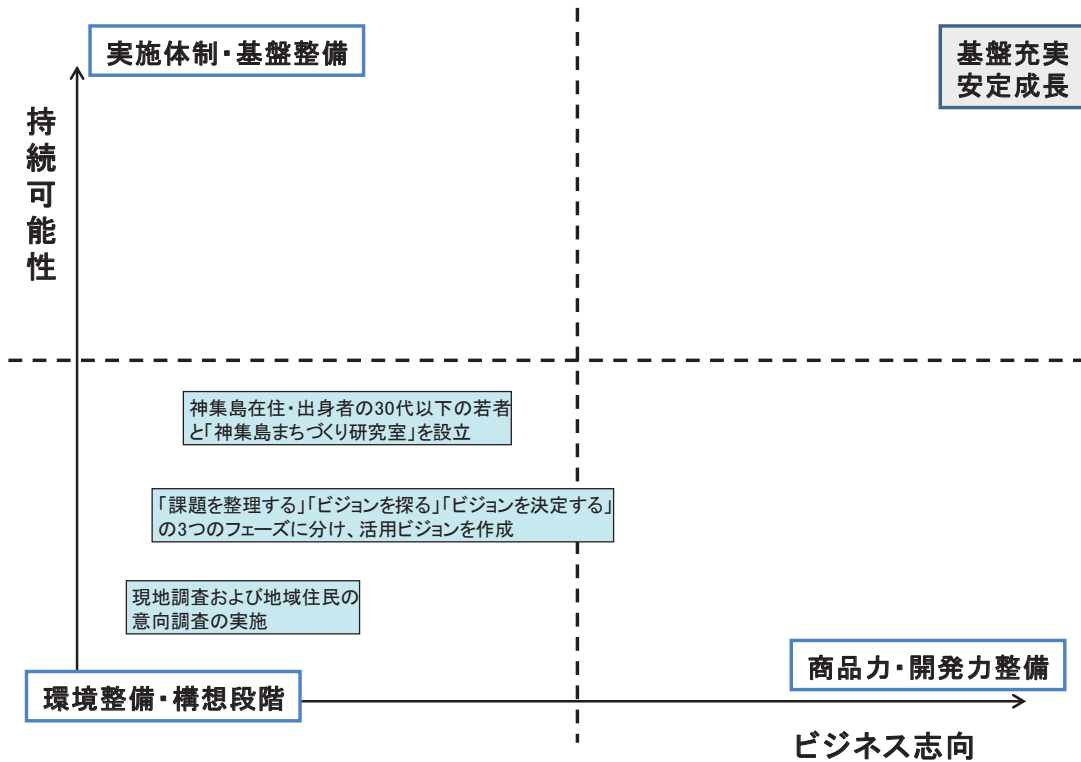 実施体制・基盤整備
基盤充実
安定成長
持続可能性
神集島在住・出身者の30代以下の若者
と「神集島まちづくり研究室」を設立
「課題を整理する」「ビジョンを探る」「ビジョンを決定する」
の3つのフェーズに分け、活用ビジョンを作成
現地調査および地域住民の
意向調査の実施
環境整備・構想段階
商品力・開発力整備
ビジネス志向